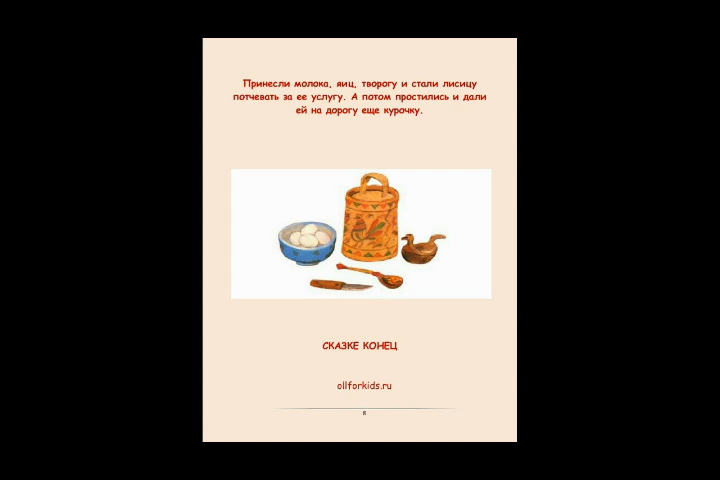 Принесли молока, яиц, творогу и стали лисицу
потчевать за ее услугу. А потом простились и дали
ей на дорогу еще курочку.
СКАЗКЕ КОНЕЦ
ollforkids.ru
8